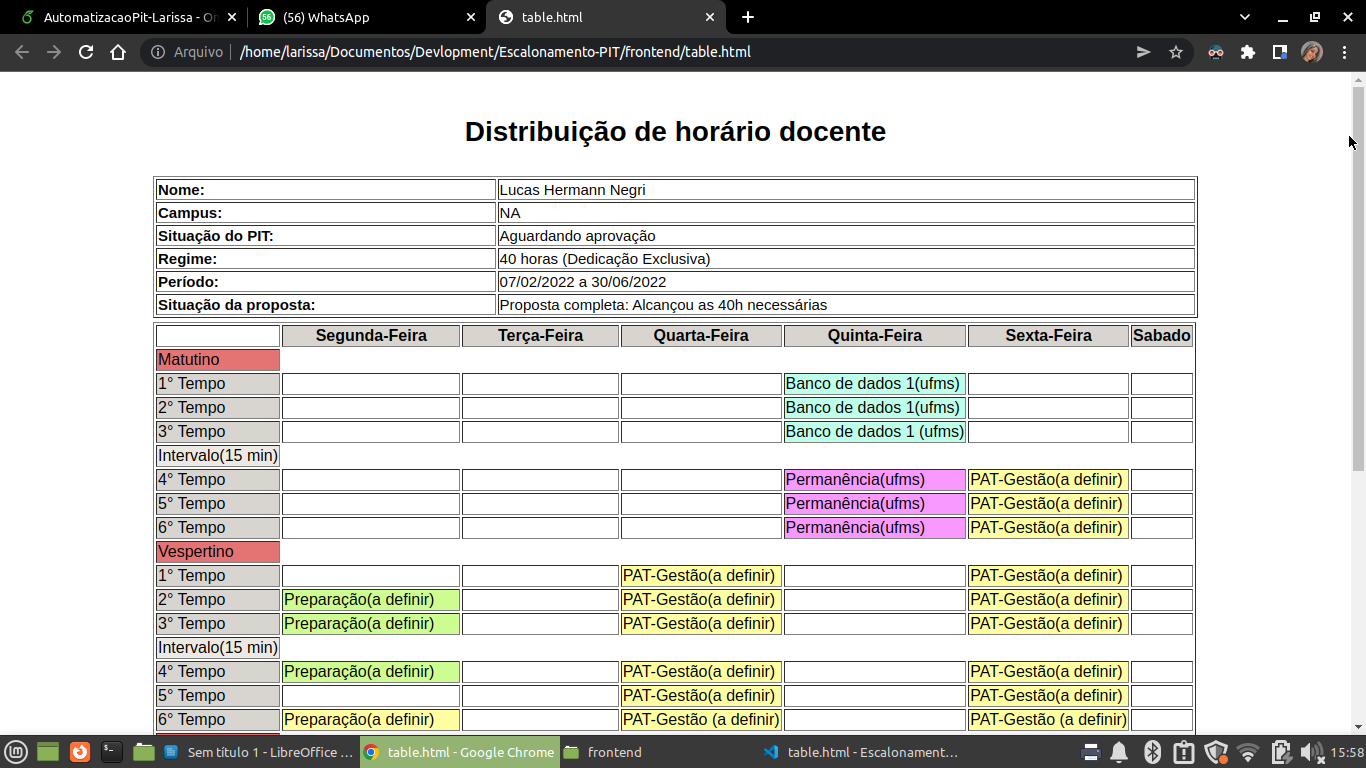 AutomatizacaoPit-Larissa - On
(56) WhatsApp
table.html
Arquivo /home/larissa/Documentos/Devlopment/Escalonamento-PIT/frontend/table.html
Distribuição de horário docente
Nome: Lucas Hermann Negri
Campus: NA
Situação do PIT: Aguardando aprovação
Regime: 40 horas (Dedicação Exclusiva)
Período: 07/02/2022 a 30/06/2022
Situação da proposta: Proposta completa: Alcançou as 40h necessárias
Segunda-Feira Terça-Feira Quarta-Feira Quinta-Feira Sexta-Feira Sabado
Matutino
1° Tempo Banco de dados 1(ufms)
2° Tempo Banco de dados 1(ufms)
3° Tempo Banco de dados 1 (ufms)
Intervalo(15 min)
4° Tempo Permanência(ufms) PAT-Gestão(a definir)
5° Tempo Permanência(ufms) PAT-Gestão(a definir)
6° Tempo Permanência(ufms) PAT-Gestão(a definir)
Vespertino
1° Tempo PAT-Gestão(a definir) PAT-Gestão(a definir)
2° Tempo Preparação(a definir) PAT-Gestão(a definir) PAT-Gestão(a definir)
3° Tempo Preparação(a definir) PAT-Gestão(a definir) PAT-Gestão(a definir)
Intervalo(15 min)
4° Tempo Preparação(a definir) PAT-Gestão(a definir) PAT-Gestão(a definir)
5° Tempo PAT-Gestão(a definir) PAT-Gestão(a definir)
6° Tempo Preparação(a definir) PAT-Gestão (a definir) PAT-Gestão (a definir)
Sem título 1 - LibreOffice ...
table.html - Google Chrome
frontend
table.html - Escalonament...
15:58